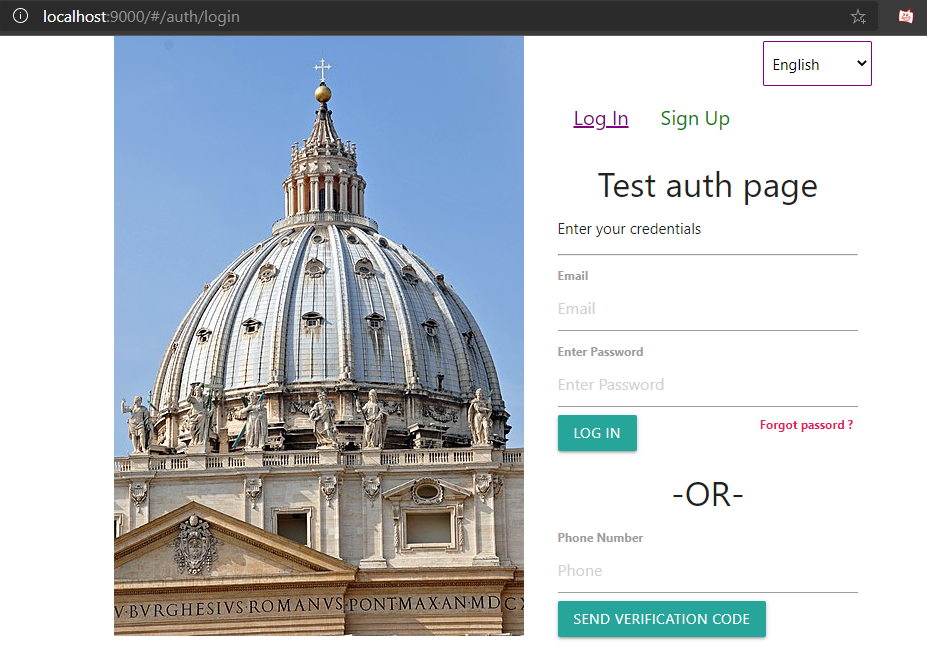 localhost:9000/#/auth/login
English
Log In Sign Up
Test auth page
Enter your credentials
Email
Email
Enter Password
Enter Password
LOG IN Forgot passord ?
-OR-
Phone Number
Phone
SEND VERIFICATION CODE
V·BVRGHESIVS·ROMANVS·PONT·MAX·AN·MDCX